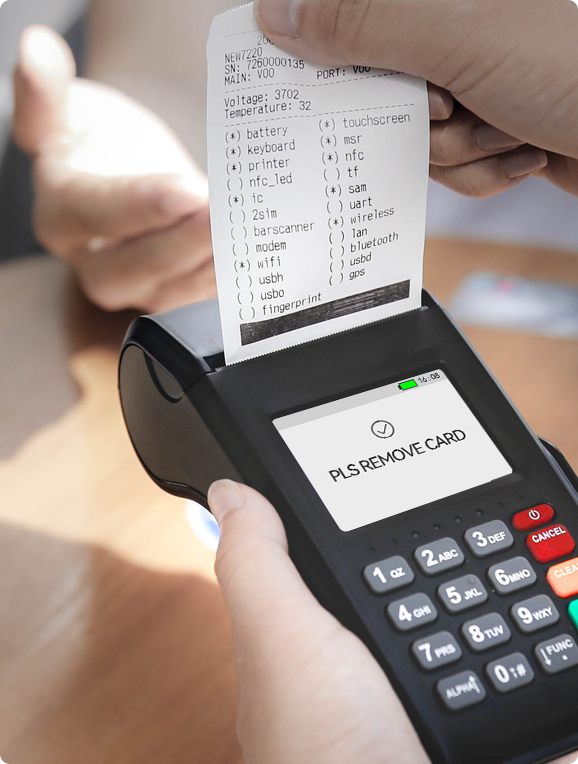 NEW7220
SN: 7260000135
MAIN: V00 PORT: V00
Voltage: 3702
Temperature: 32
(*) battery (*) touchscreen
(*) keyboard (*) msr
(*) printer (*) nfc
( ) nfc_led ( ) tf
(*) ic (*) sam
( ) 2sim ( ) uart
( ) barscanner (*) wireless
( ) modem ( ) lan
(*) wifi ( ) bluetooth
( ) usbh ( ) usbd
( ) usbo ( ) gps
( ) fingerprint
16:08
PLS REMOVE CARD
1 QZ 2 ABC 3 DEF CANCEL
4 GHI 5 JKL 6 MNO
7 PRS 8 TUV 9 WXY
ALPHA 0 :# FUNC